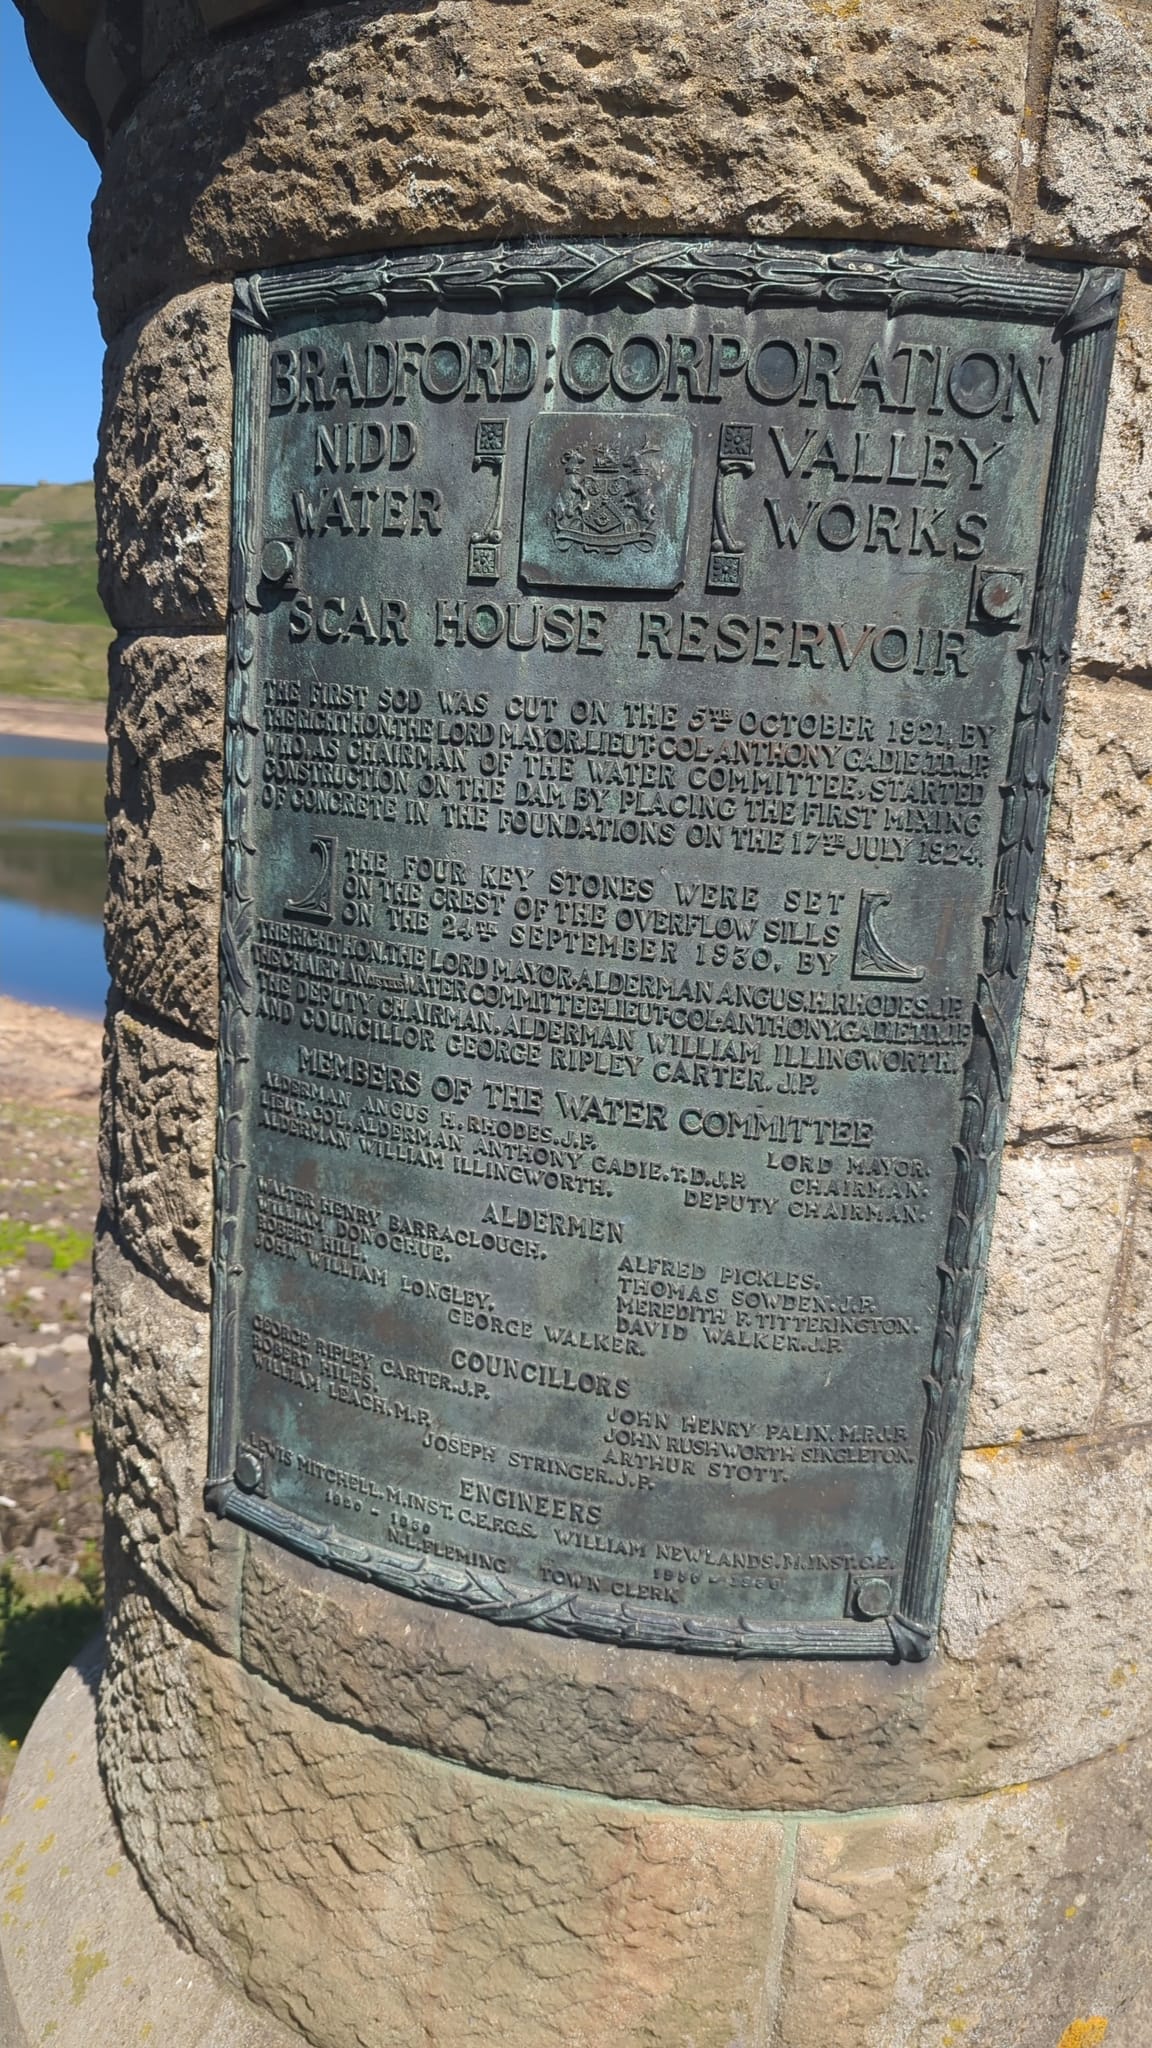 BRADFORD:CORPORATION
NIDD VALLEY
WATER WORKS
SCAR HOUSE RESERVOIR
THE FIRST SOD WAS CUT ON THE 5TH OCTOBER 1921, BY
THE RIGHT HON. THE LORD MAYOR. LIEUT-COL-ANTHONY GADIE.T.D.J.P.
WHO, AS CHAIRMAN OF THE WATER COMMITTEE, STARTED
CONSTRUCTION ON THE DAM BY PLACING THE FIRST MIXING
OF CONCRETE IN THE FOUNDATIONS ON THE 17TH JULY 1924.
THE FOUR KEY STONES WERE SET
ON THE CREST OF THE OVERFLOW SILLS
ON THE 24TH SEPTEMBER 1930, BY
THE RIGHT HON. THE LORD MAYOR-ALDERMAN ANGUS.H.RHODES.J.P.
THE CHAIRMAN OF THE WATER COMMITTEE-LIEUT-COL-ANTHONY.GADIE.T.D.J.P.
THE DEPUTY CHAIRMAN, ALDERMAN WILLIAM ILLINGWORTH.
AND COUNCILLOR GEORGE RIPLEY CARTER. J.P.
MEMBERS OF THE WATER COMMITTEE
ALDERMAN ANGUS H. RHODES. J.P. LORD MAYOR.
LIEUT. COL. ALDERMAN ANTHONY GADIE. T.D.J.P. CHAIRMAN.
ALDERMAN WILLIAM ILLINGWORTH. DEPUTY CHAIRMAN.
ALDERMEN
WALTER HENRY BARRACLOUGH. ALFRED PICKLES.
WILLIAM DONOGHUE. THOMAS SOWDEN. J.P.
ROBERT HILL. MEREDITH F. TITTERINGTON.
JOHN WILLIAM LONGLEY. DAVID WALKER. J.P.
GEORGE WALKER.
COUNCILLORS
GEORGE RIPLEY CARTER. J.P. JOHN HENRY PALIN. M.P. J.P.
ROBERT HILES. JOHN RUSHWORTH SINGLETON.
WILLIAM LEACH. M.P. ARTHUR STOTT.
JOSEPH STRINGER. J.P.
ENGINEERS
LEWIS MITCHELL. M.INST. C.E.F.G.S. WILLIAM NEWLANDS. M.INST.C.E.
N.L.FLEMING TOWN CLERK